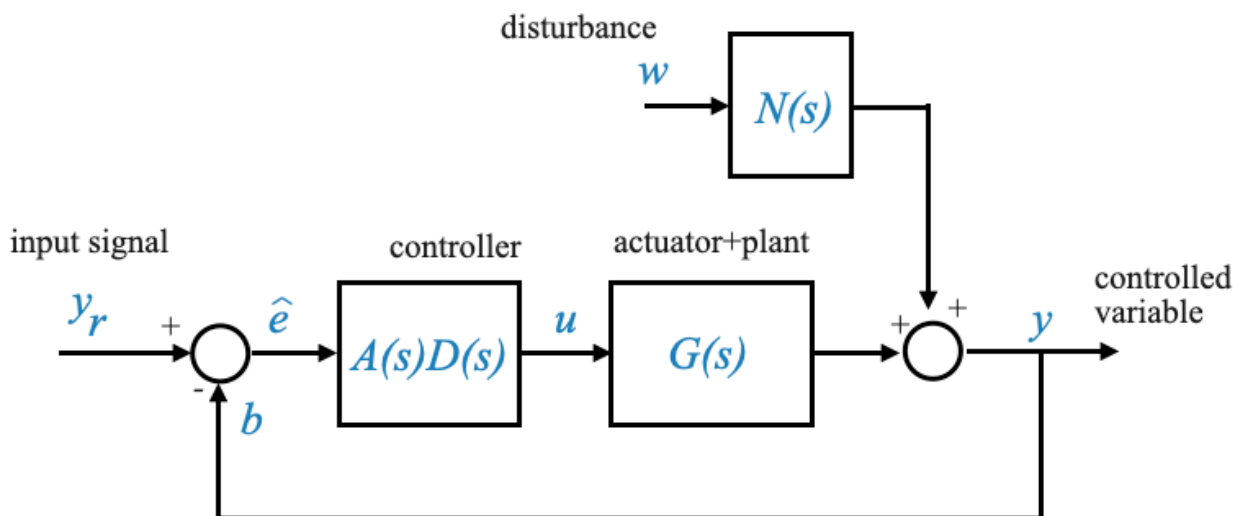 disturbance
w
N(s)
input signal
controller
actuator+plant
controlled
variable
y_r
+
ê
A(s)D(s)
u
G(s)
+
+
y
-
b